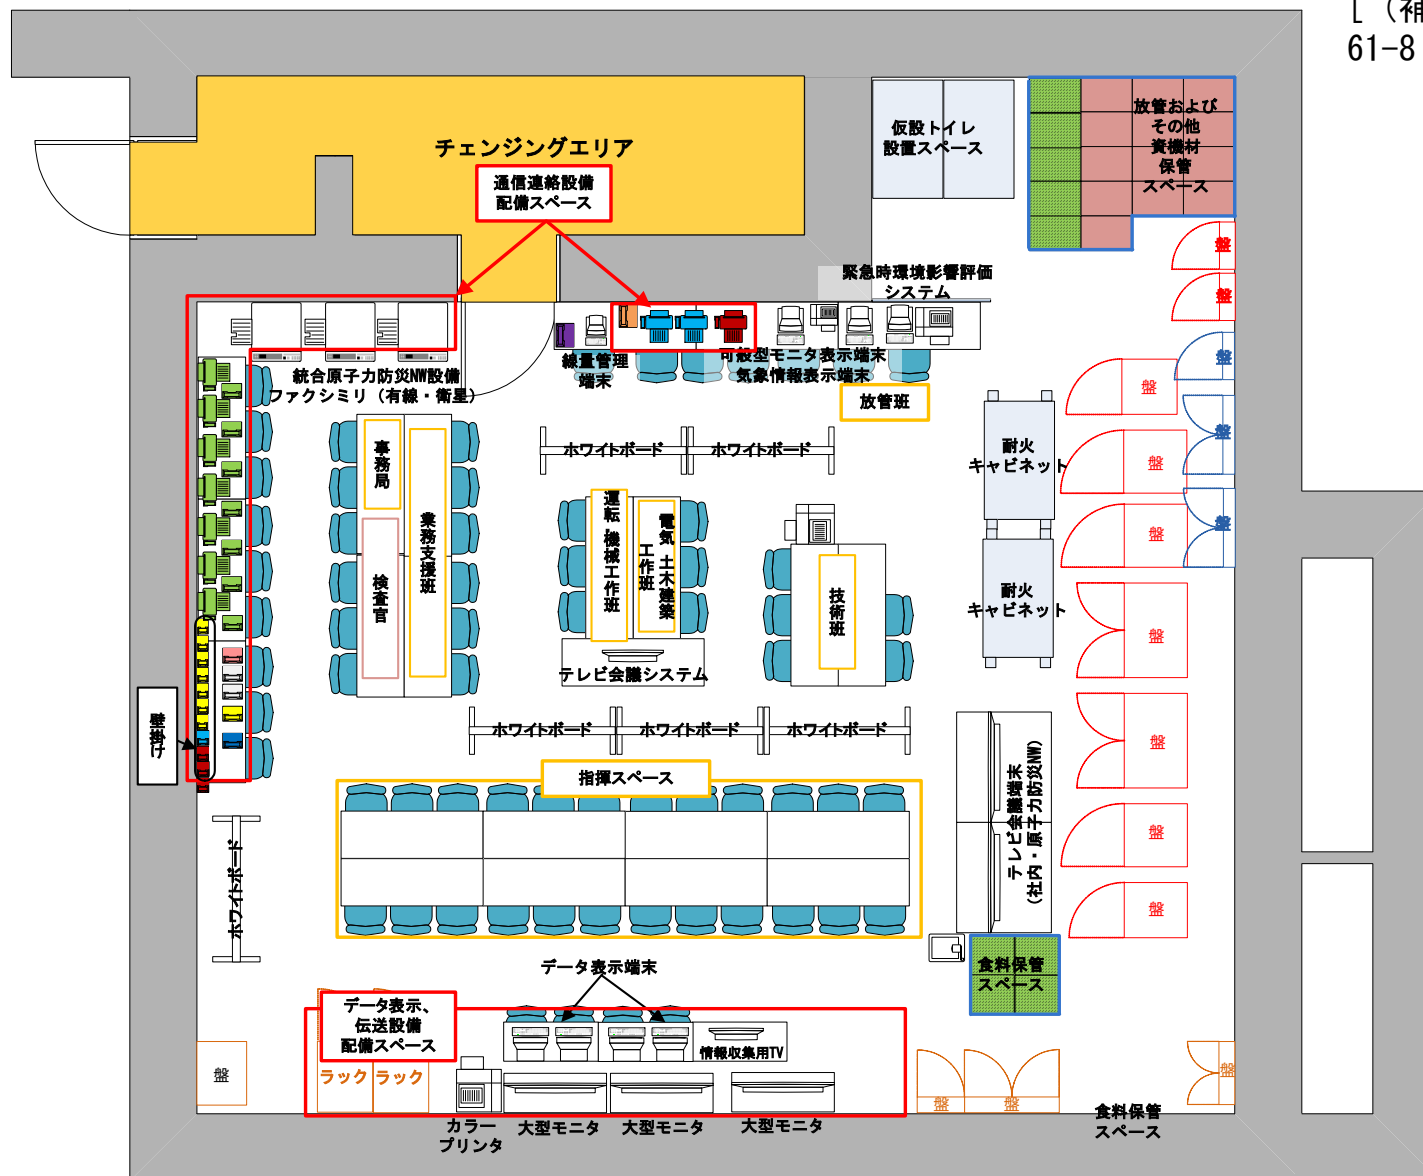 [（補
61-8
チェンジングエリア
通信連絡設備
配備スペース
仮設トイレ
設置スペース
放管および
その他
資機材
保管
スペース
盤
盤
盤
盤
盤
緊急時環境影響評価
システム
線量管理
端末
可般型モニタ表示端末
気象情報表示端末
放管班
統合原子力防災NW設備
ファクシミリ（有線・衛星）
ホワイトボード
ホワイトボード
耐火
キャビネット
耐火
キャビネット
盤
盤
盤
盤
盤
盤
盤
事務局
業務支援班
検査官
運転・機械工作班
電気・土木建築
工作班
技術班
テレビ会議システム
壁掛け
ホワイトボード
ホワイトボード
ホワイトボード
指揮スペース
テレビ会議端末
（社内・原子力防災NW）
ホワイトボード
食料保管
スペース
データ表示端末
データ表示、
伝送設備
配備スペース
情報収集用TV
盤
ラック
ラック
盤
盤
盤
カラー
プリンタ
大型モニタ
大型モニタ
大型モニタ
食料保管
スペース